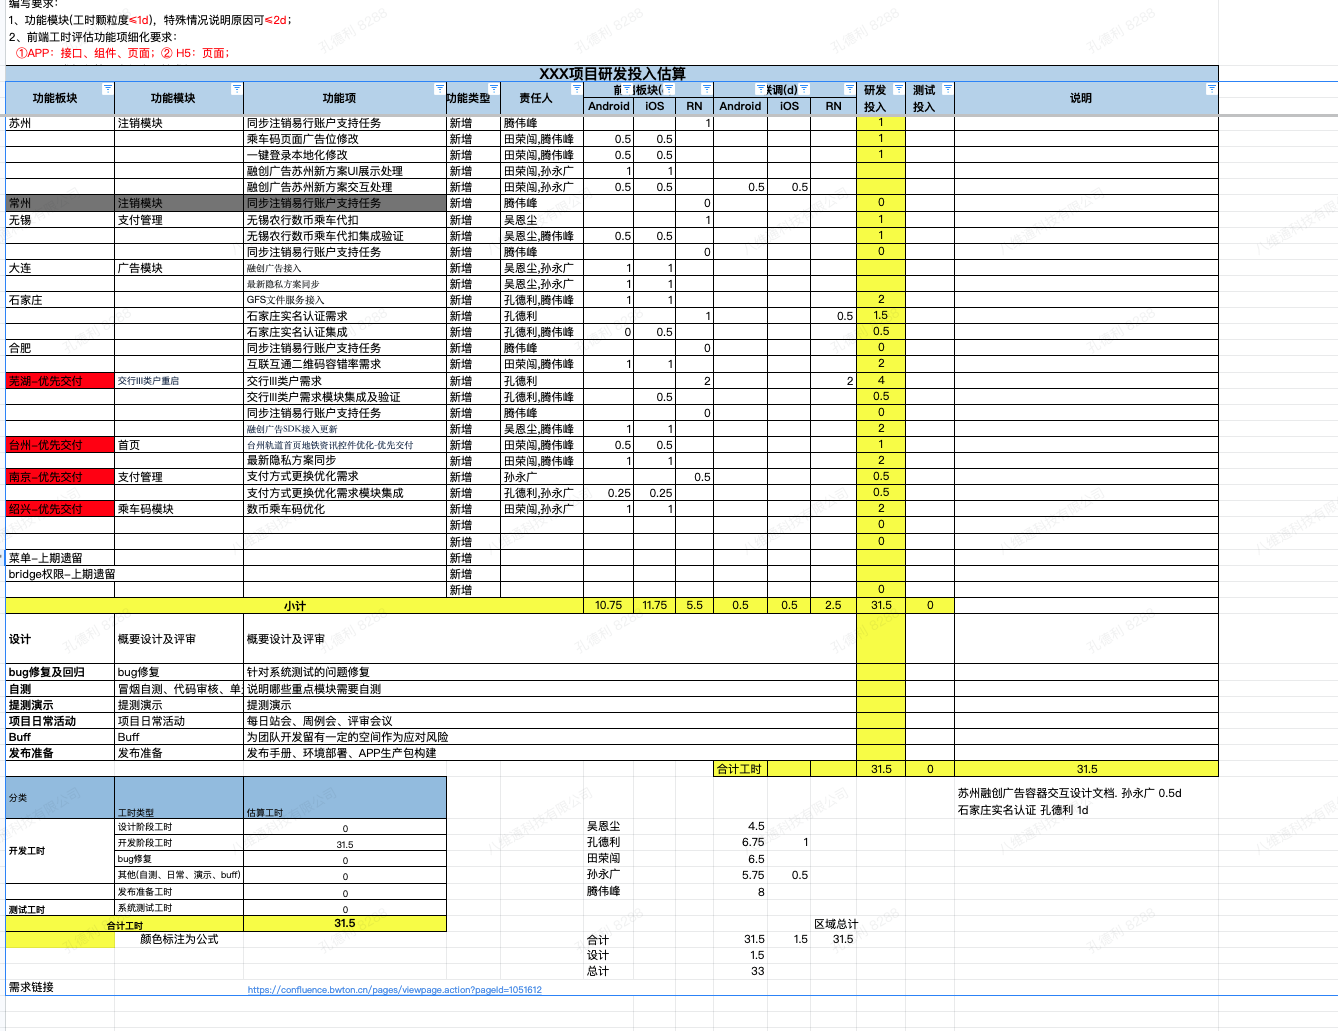 编写要求：
1、功能模块(工时颗粒度≤1d)，特殊情况说明原因可≤2d；
2、前端工时评估功能项细化要求：
①APP：接口、组件、页面；② H5：页面；
XXX项目研发投入估算
功能板块 功能模块 功能项 功能类型 责任人 板块( 联调(d) 研发投入 测试投入 说明
Android iOS RN Android iOS RN
苏州 注销模块 同步注销易行账户支持任务 新增 腾伟峰 1 1
乘车码页面广告位修改 新增 田荣闯,腾伟峰 0.5 0.5 1
一键登录本地化修改 新增 田荣闯,腾伟峰 0.5 0.5 1
融创广告苏州新方案UI展示处理 新增 田荣闯,孙永广 1 1
融创广告苏州新方案交互处理 新增 田荣闯,孙永广 0.5 0.5 0.5 0.5
常州 注销模块 同步注销易行账户支持任务 新增 腾伟峰 0 0
无锡 支付管理 无锡农行数币乘车代扣 新增 吴恩尘 1 1
无锡农行数币乘车代扣集成验证 新增 吴恩尘,腾伟峰 0.5 0.5 1
同步注销易行账户支持任务 新增 腾伟峰 0 0
大连 广告模块 融创广告接入 新增 吴恩尘,孙永广 1 1
最新隐私方案同步 新增 吴恩尘,孙永广 1 1
石家庄 GFS文件服务接入 新增 孔德利,腾伟峰 1 1 2
石家庄实名认证需求 新增 孔德利 1 0.5 1.5
石家庄实名认证集成 新增 孔德利,腾伟峰 0 0.5 0.5
合肥 同步注销易行账户支持任务 新增 腾伟峰 0 0
互联互通二维码容错率需求 新增 田荣闯,腾伟峰 1 1 2
芜湖-优先交付 交行III类户重启 交行III类户需求 新增 孔德利 2 2 4
交行III类户需求模块集成及验证 新增 孔德利,腾伟峰 0.5 0.5
同步注销易行账户支持任务 新增 腾伟峰 0 0
融创广告SDK接入更新 新增 吴恩尘,腾伟峰 1 1 2
台州-优先交付 首页 台州轨道首页地铁资讯控件优化-优先交付 新增 田荣闯,腾伟峰 0.5 0.5 1
最新隐私方案同步 新增 田荣闯,腾伟峰 1 1 2
南京-优先交付 支付管理 支付方式更换优化需求 新增 孙永广 0.5 0.5
支付方式更换优化需求模块集成 新增 孔德利,孙永广 0.25 0.25 0.5
绍兴-优先交付 乘车码模块 数币乘车码优化 新增 田荣闯,孙永广 1 1 2
新增 0
新增 0
菜单-上期遗留 新增
bridge权限-上期遗留 新增
新增 0
小计 10.75 11.75 5.5 0.5 0.5 2.5 31.5 0
设计 概要设计及评审 概要设计及评审
bug修复及回归 bug修复 针对系统测试的问题修复
自测 冒烟自测、代码审核、单 说明哪些重点模块需要自测
提测演示 提测演示 提测演示
项目日常活动 项目日常活动 每日站会、周例会、评审会议
Buff Buff 为团队开发留有一定的空间作为应对风险
发布准备 发布准备 发布手册、环境部署、APP生产包构建
合计工时 31.5 0 31.5
分类 工时类型 估算工时
苏州融创广告容器交互设计文档. 孙永广 0.5d
石家庄实名认证 孔德利 1d
设计阶段工时 0 吴恩尘 4.5
开发工时 开发阶段工时 31.5 孔德利 6.75 1
bug修复 0 田荣闯 6.5
其他(自测、日常、演示、buff) 0 孙永广 5.75 0.5
发布准备工时 0 腾伟峰 8
测试工时 系统测试工时 0
合计工时 31.5 区域总计
颜色标注为公式 合计 31.5 1.5 31.5
设计 1.5
总计 33
需求链接 https://confluence.bwton.cn/pages/viewpage.action?pageId=1051612